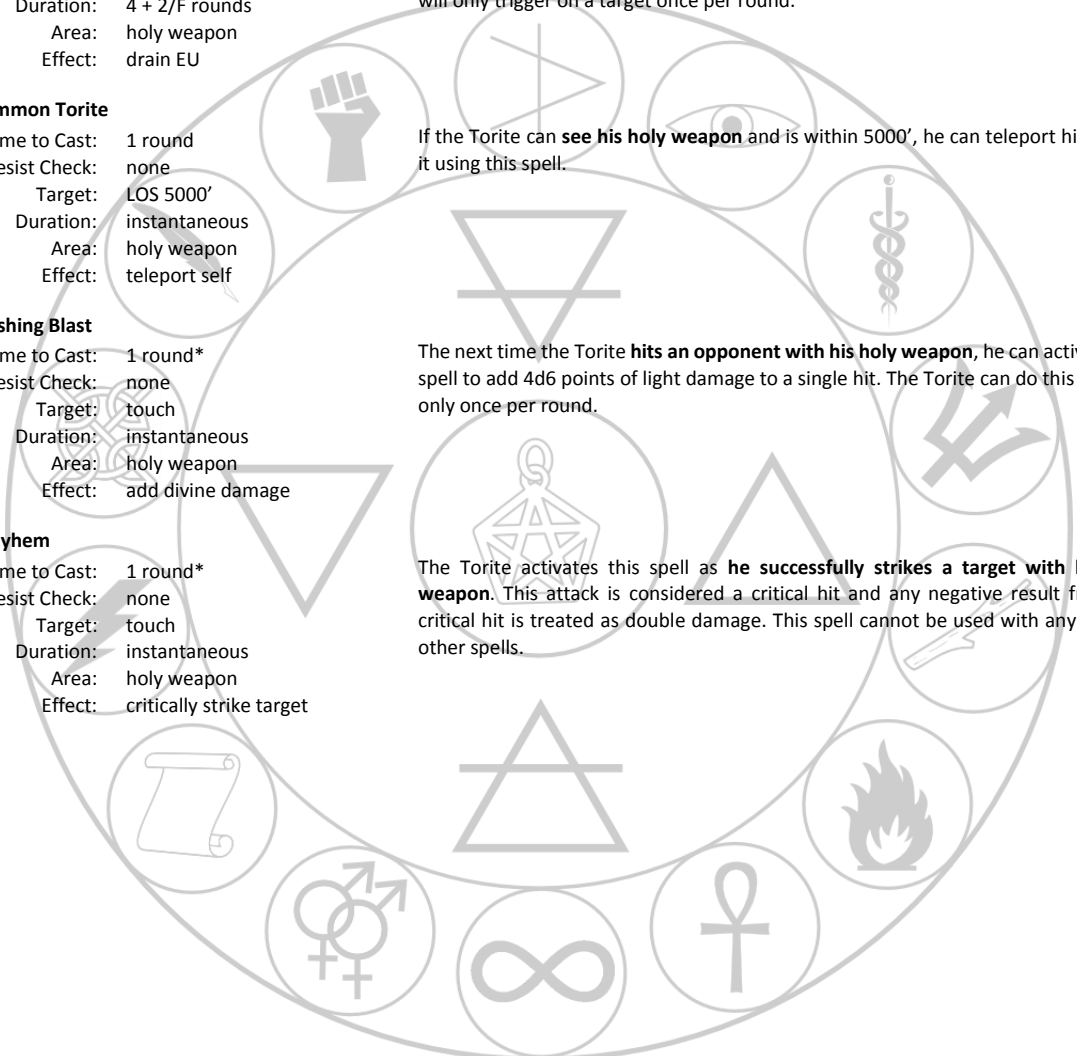 Duration: 4 + 2/F rounds
Area: holy weapon
Effect: drain EU
will only trigger on a target once per round.
mmon Torite
me to Cast: 1 round
esist Check: none
Target: LOS 5000’
Duration: instantaneous
Area: holy weapon
Effect: teleport self
If the Torite can see his holy weapon and is within 5000’, he can teleport hi
it using this spell.
shing Blast
me to Cast: 1 round*
esist Check: none
Target: touch
Duration: instantaneous
Area: holy weapon
Effect: add divine damage
The next time the Torite hits an opponent with his holy weapon, he can activ
spell to add 4d6 points of light damage to a single hit. The Torite can do this
only once per round.
yhem
me to Cast: 1 round*
esist Check: none
Target: touch
Duration: instantaneous
Area: holy weapon
Effect: critically strike target
The Torite activates this spell as he successfully strikes a target with
weapon. This attack is considered a critical hit and any negative result f
critical hit is treated as double damage. This spell cannot be used with any
other spells.